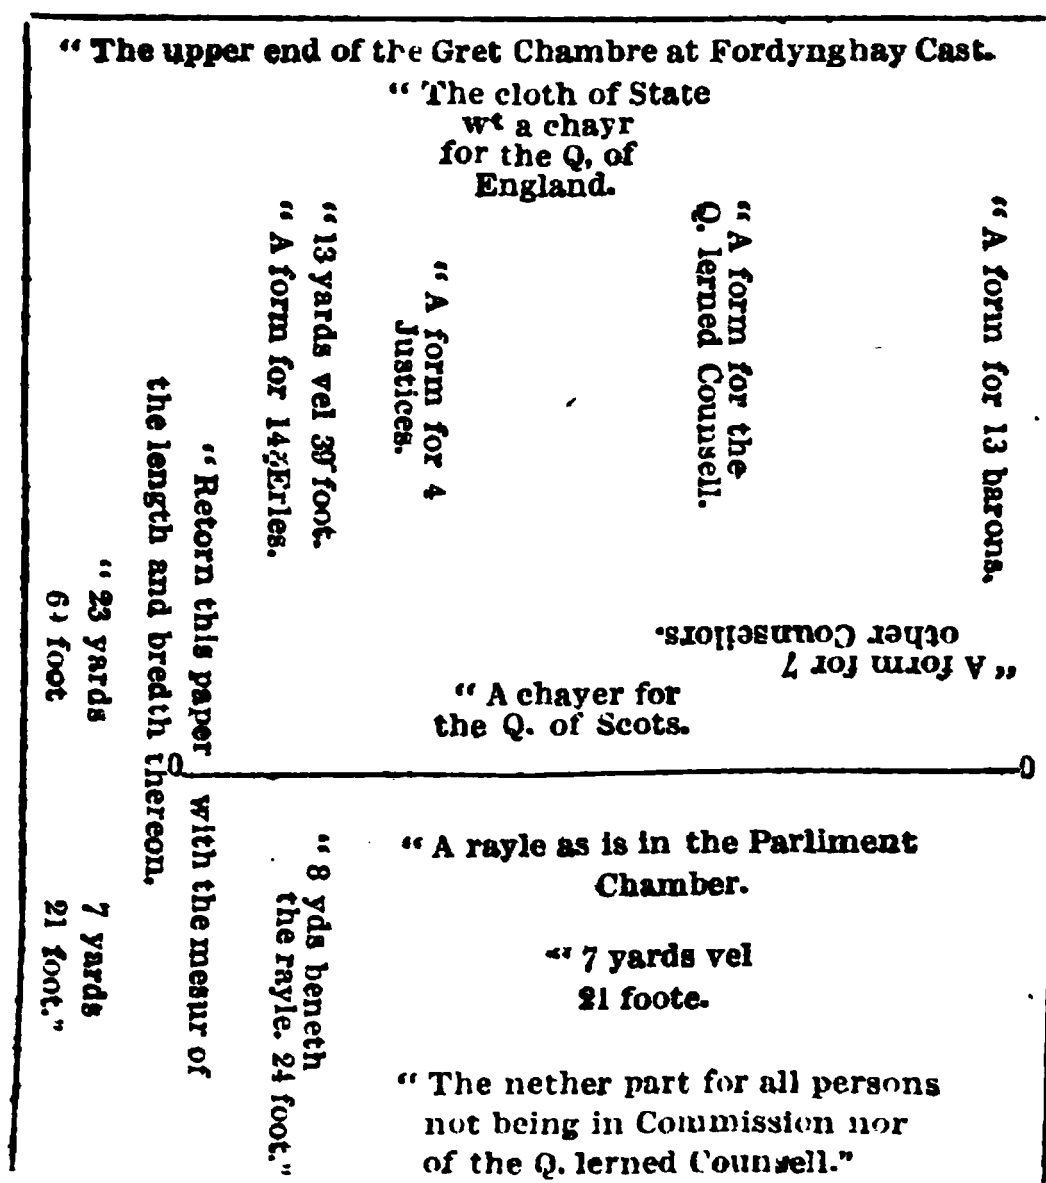 “ The upper end of the Gret Chambre at Fordynghay Cast.
“ The cloth of State
wt a chayr
for the Q. of
England.
“ 13 yards vel 39 foot.
“ A form for 14 Erles.
“ A form for 4
Justices.
“ A form for the
Q. lerned Counsell.
“ A form for 13 barons.
“ A form for 7
other Counsellors.
“ A chayer for
the Q. of Scots.
“ Retorn this paper with the mesur of
the length and bredth thereon.
“ 23 yards
foot
7 yards
21 foot.”
0 0
“ 8 yds beneth
the rayle. 24 foot.”
“ A rayle as is in the Parliment
Chamber.
“ 7 yards vel
21 foote.
“ The nether part for all persons
not being in Commission nor
of the Q. lerned Counsell.”